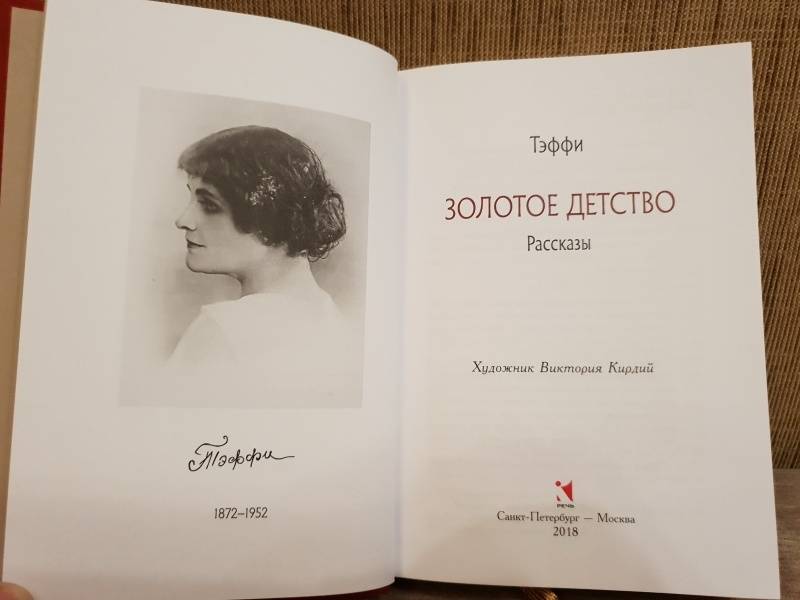 Тэффи
1872–1952
Тэффи
ЗОЛОТОЕ ДЕТСТВО
Рассказы
Художник Виктория Кирдий
РЕЧЬ
Санкт-Петербург — Москва
2018